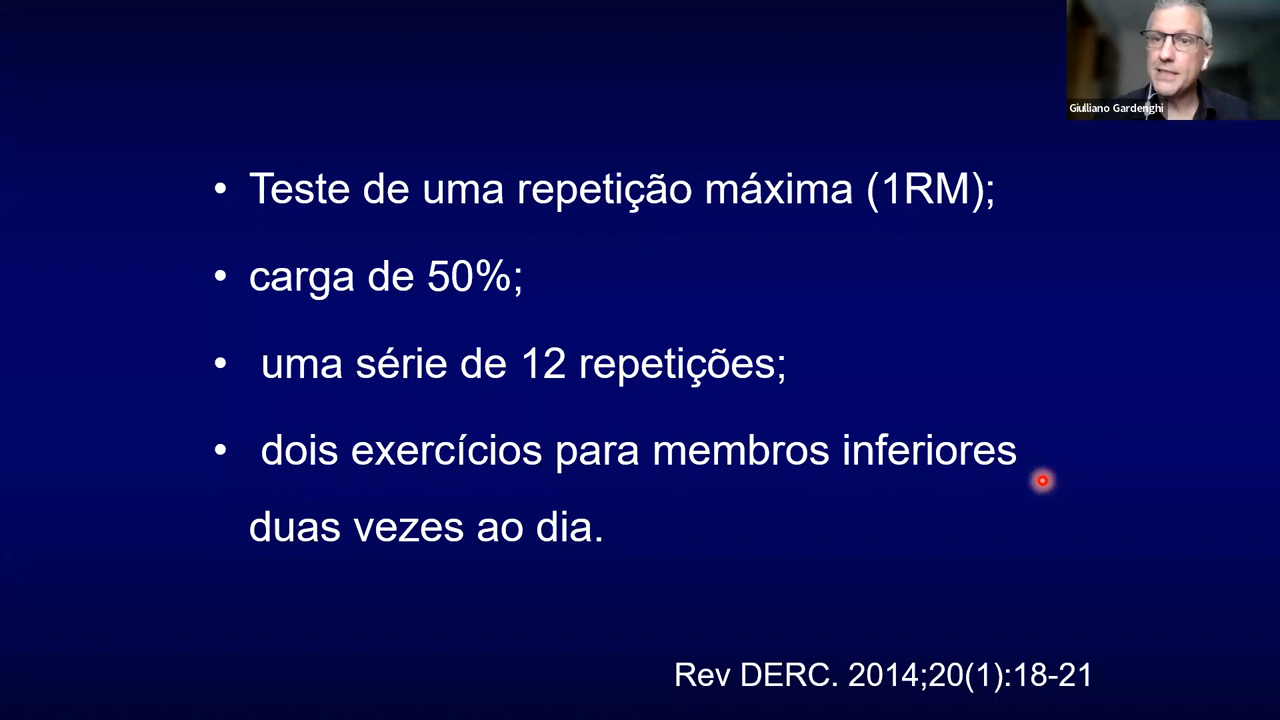 Giulliano Gardenghi
• Teste de uma repetição máxima (1RM);
• carga de 50%;
• uma série de 12 repetições;
• dois exercícios para membros inferiores
duas vezes ao dia.
Rev DERC. 2014;20(1):18-21